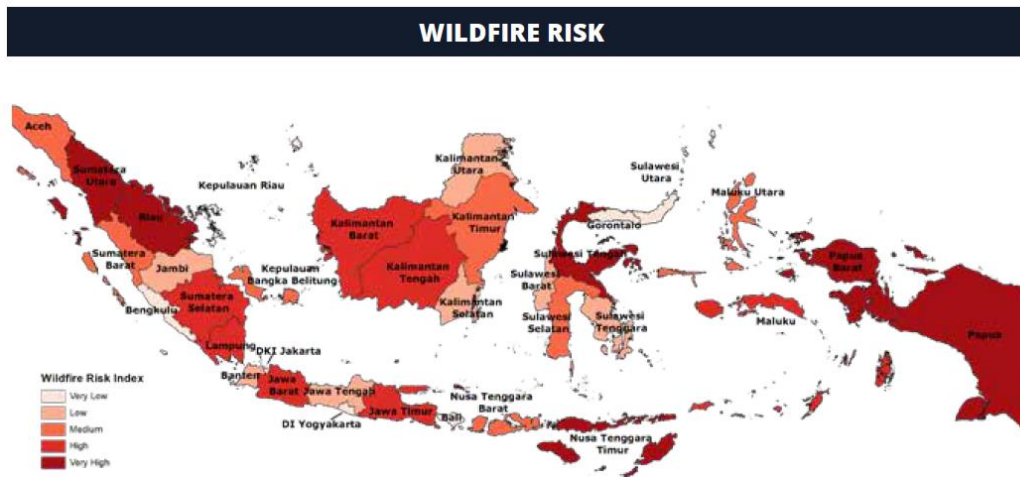 WILDFIRE RISK
Aceh
Sumatera
Utara
Kepulauan Riau
Riau
Sumatera
Barat
Jambi
Kepulauan
Bangka Belitung
Bengkulu
Sumatera
Selatan
Lampung
DKI Jakarta
Banten
Jawa
Barat
Jawa Tengah
DI Yogyakarta
Jawa Timur
Bali
Nusa Tenggara
Barat
Nusa Tenggara
Timur
Kalimantan
Utara
Kalimantan
Barat
Kalimantan
Timur
Kalimantan
Tengah
Kalimantan
Selatan
Sulawesi
Utara
Gorontalo
Sulawesi Tengah
Sulawesi
Barat
Sulawesi
Selatan
Sulawesi
Tenggara
Maluku Utara
Maluku
Papua
Barat
Papua
Wildfire Risk Index
Very Low
Low
Medium
High
Very High